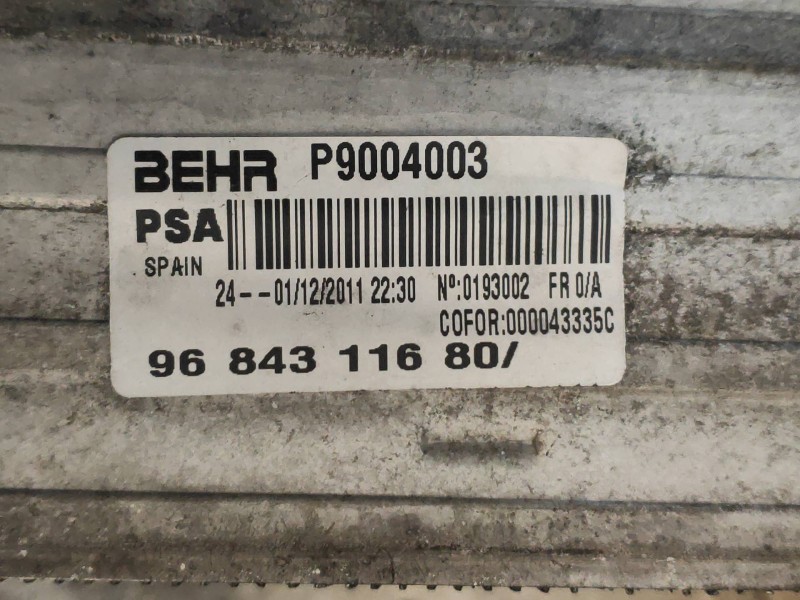 BEHR P9004003
PSA
SPAIN
24--01/12/2011 22:30 Nº:0193002 FR 0/A
COFOR:000043335C
96 843 116 80/